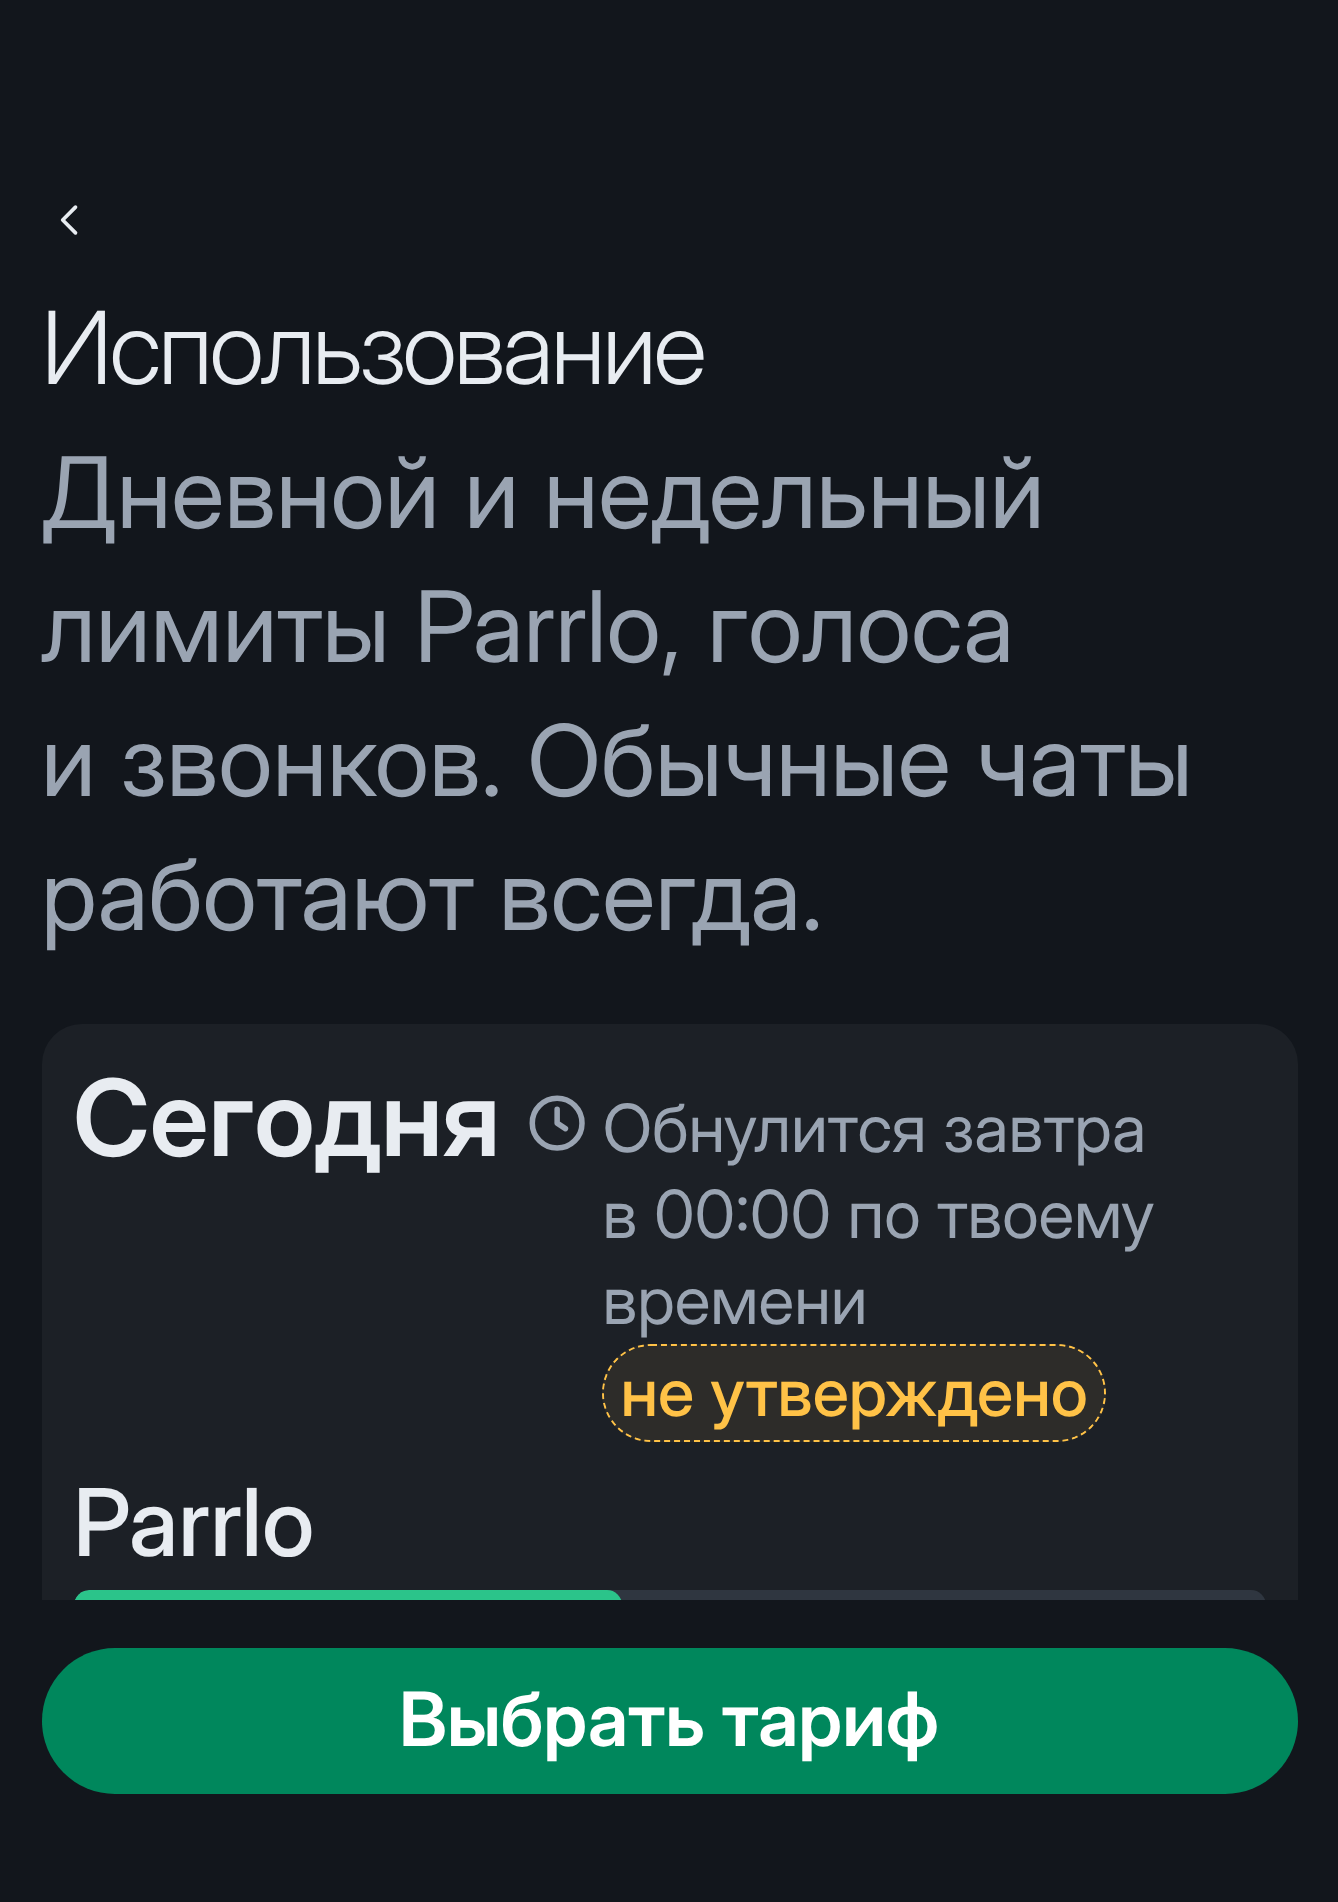 Использование
Дневной и недельный
лимиты Parrlo, голоса
и звонков. Обычные чаты
работают всегда.
Сегодня
Обнулится завтра
в 00:00 по твоему
времени
не утверждено
Parrlo
Выбрать тариф